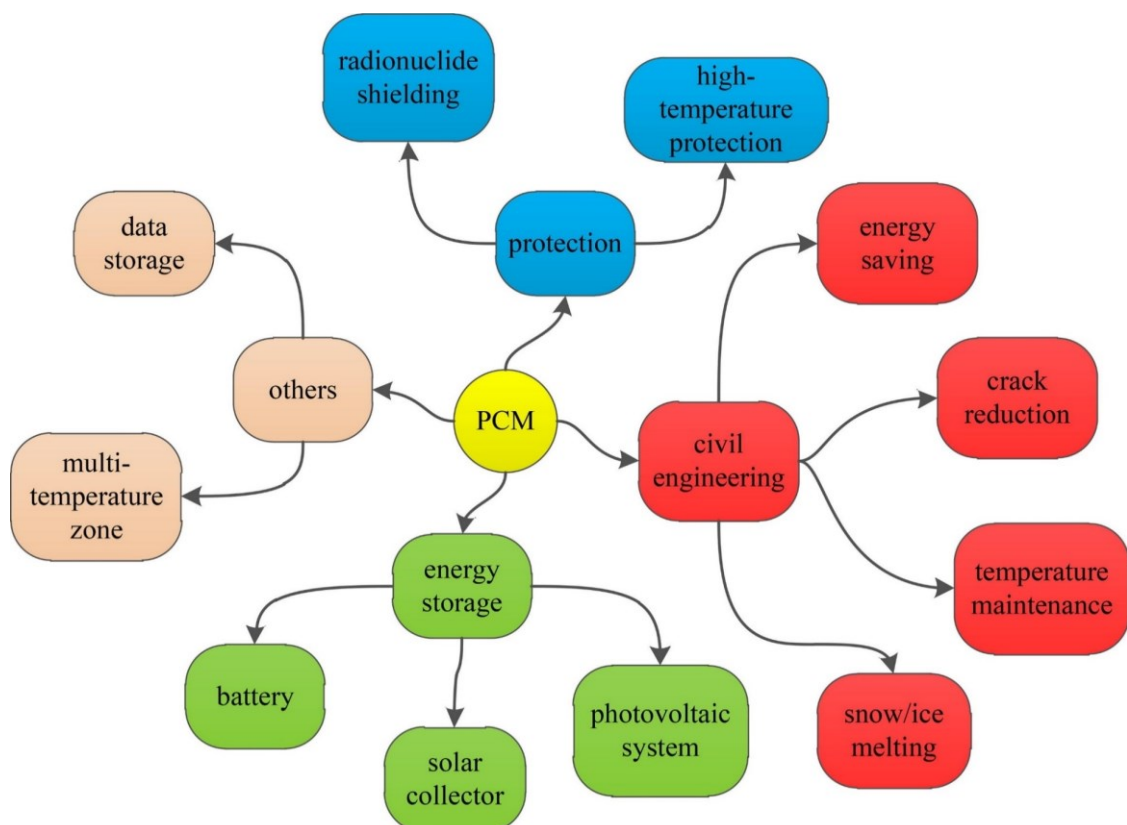 radionuclide
shielding
high-
temperature
protection
protection
data
storage
energy
saving
others
PCM
crack
reduction
civil
engineering
multi-
temperature
zone
energy
storage
temperature
maintenance
battery
solar
collector
photovoltaic
system
snow/ice
melting